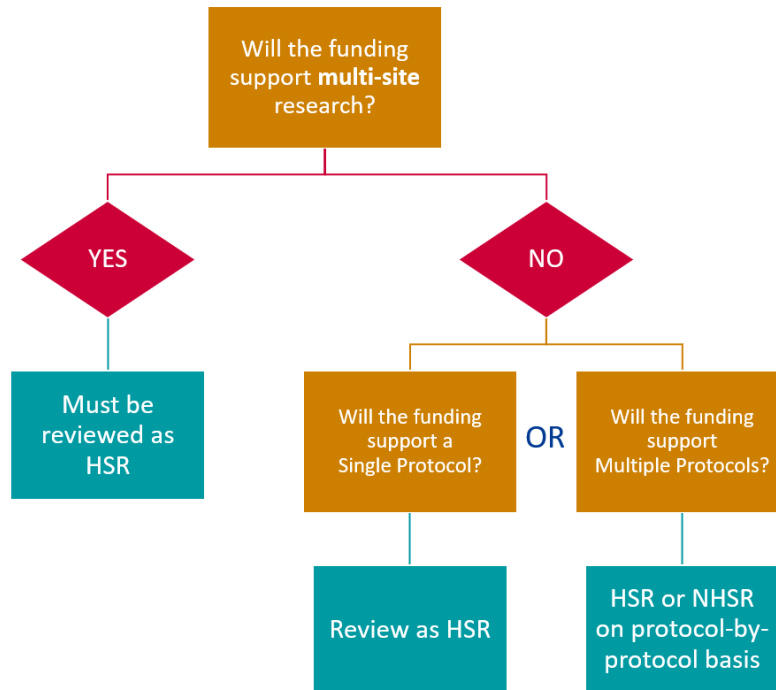 Will the funding
support multi-site
research?
YES
NO
Must be
reviewed as
HSR
Will the funding
support a
Single Protocol?
OR
Will the funding
support
Multiple Protocols?
Review as HSR
HSR or NHSR
on protocol-by-
protocol basis